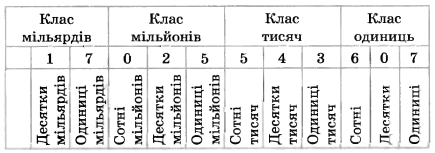 Клас мільярдів Клас мільйонів Клас тисяч Клас одиниць
1 7 0 2 5 5 4 3 6 0 7
Десятки мільярдів Одиниці мільярдів Сотні мільйонів Десятки мільйонів Одиниці мільйонів Сотні тисяч Десятки тисяч Одиниці тисяч Сотні Десятки Одиниці